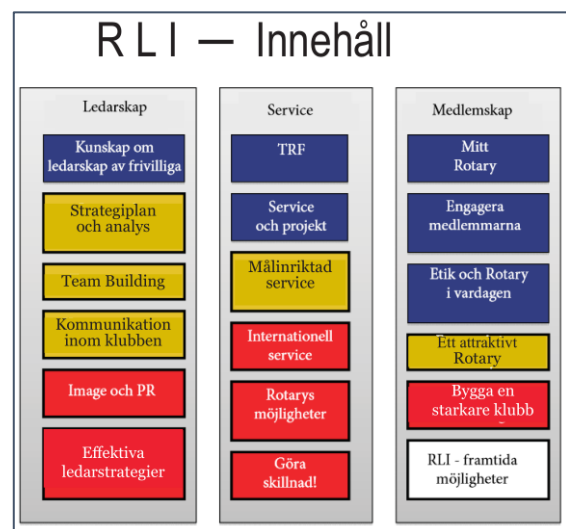 RLI — Innehåll
Ledarskap
Kunskap om
ledarskap av frivilliga
Strategiplan
och analys
Team Building
Kommunikation
inom klubben
Image och PR
Effektiva
ledarstrategier
Service
TRF
Service
och projekt
Målinriktad
service
Internationell
service
Rotarys
möjligheter
Göra
skillnad!
Medlemskap
Mitt
Rotary
Engagera
medlemmarna
Etik och Rotary
i vardagen
Ett attraktivt
Rotary
Bygga en
starkare klubb
RLI - framtida
möjligheter